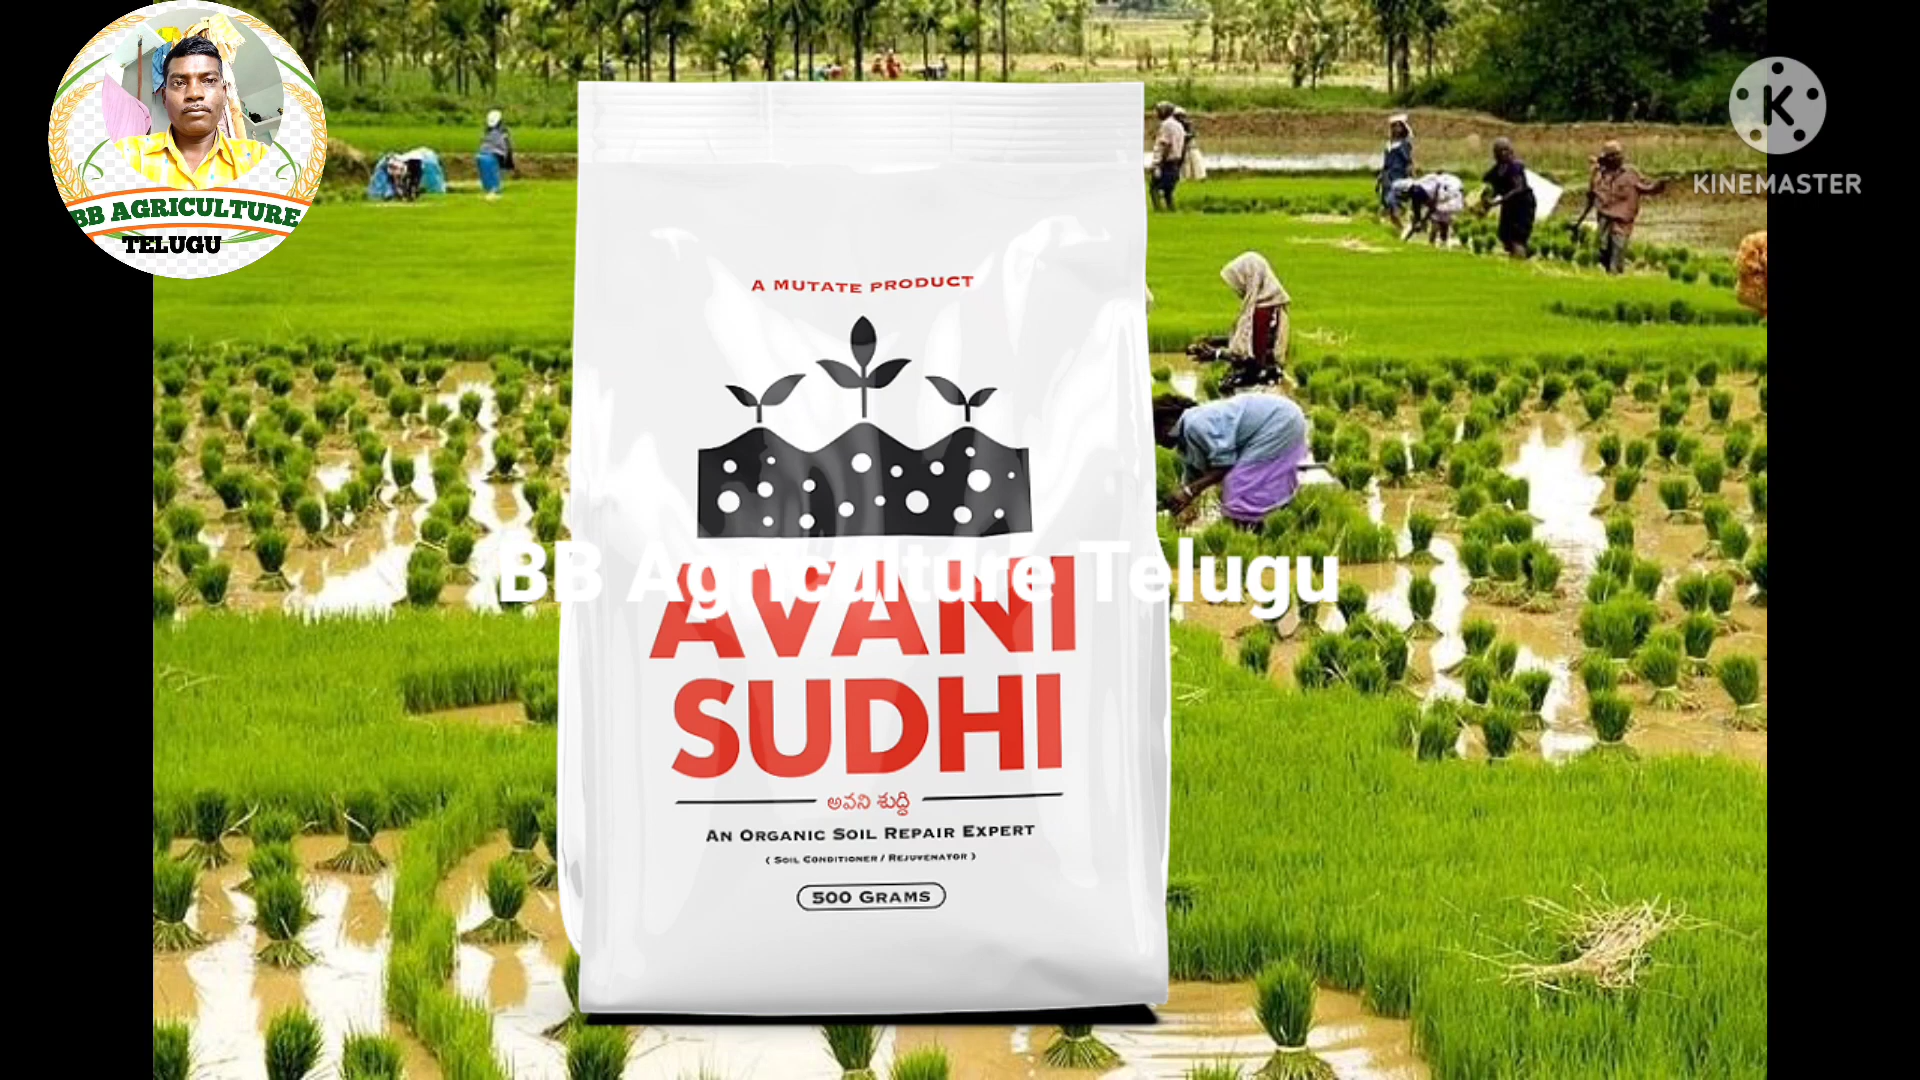 BB AGRICULTURE
TELUGU
K
KINEMASTER
A MUTATE PRODUCT
BB Agriculture Telugu
AVANI
SUDHI
అవని శుద్ధి
AN ORGANIC SOIL REPAIR EXPERT
( SOIL CONDITIONER / REJUVENATOR )
500 GRAMS